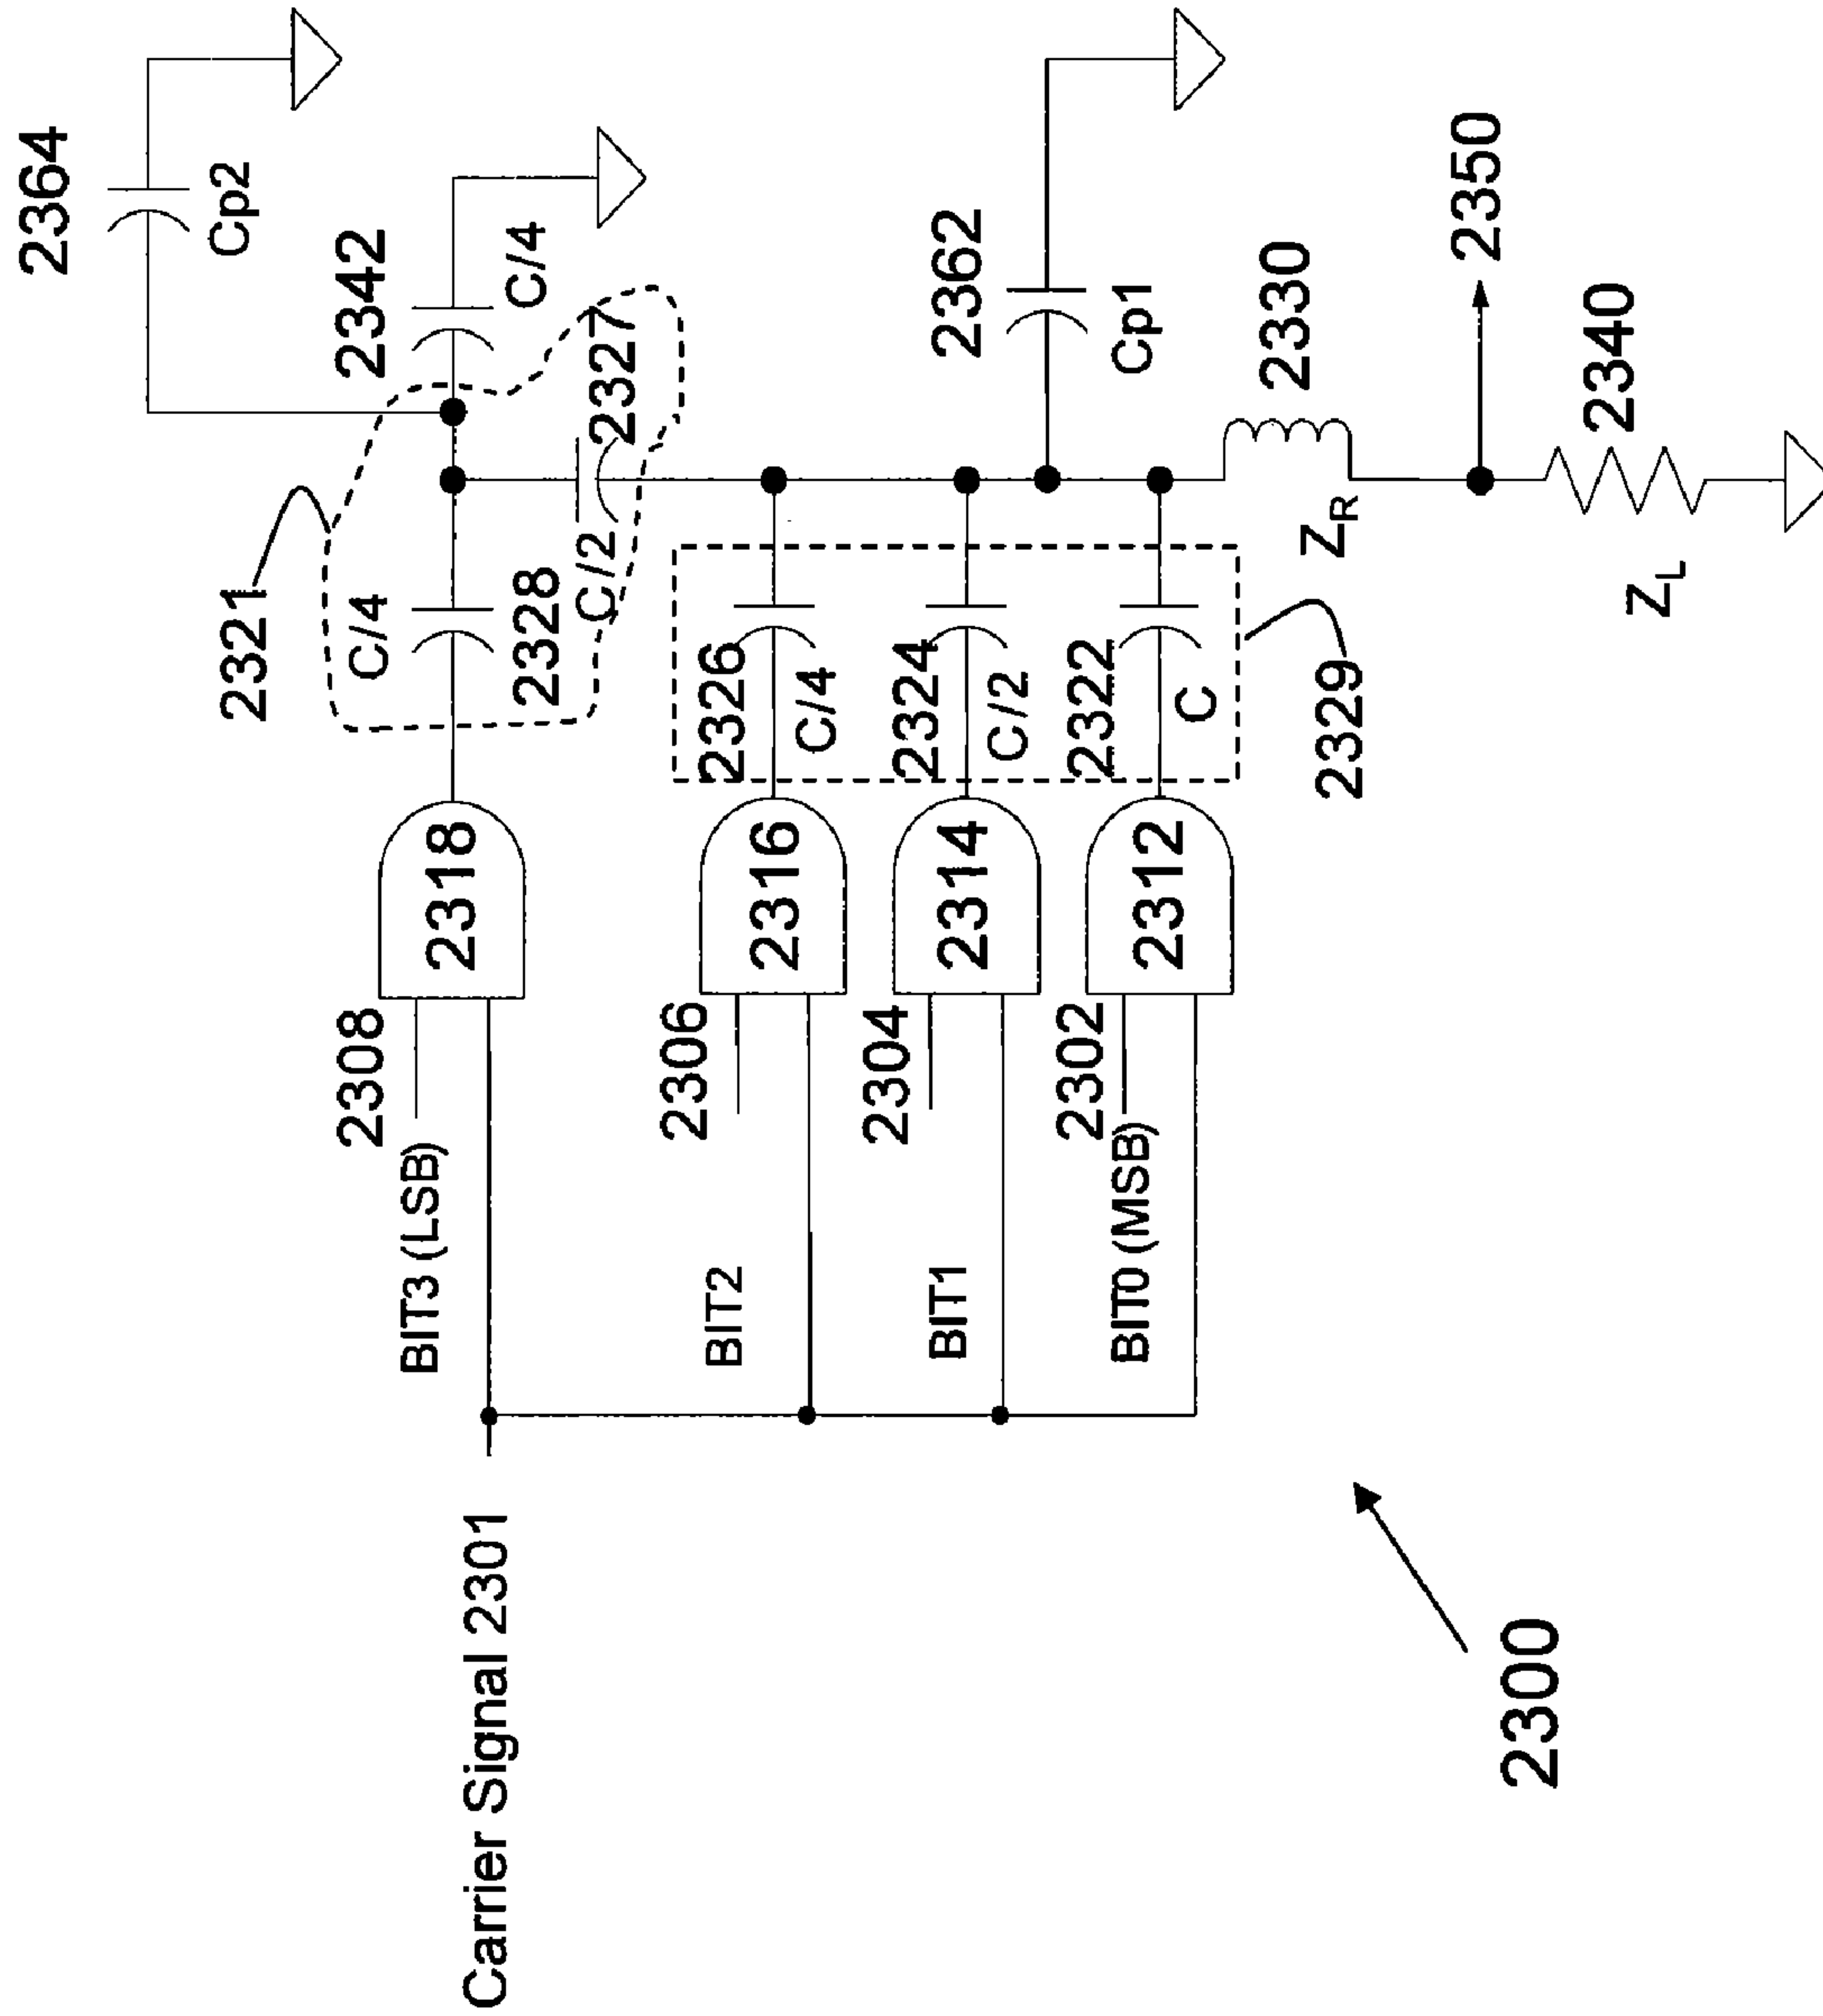 2364
Cp2
2342
C/4
2321
C/4
2328
C/2
2327
2318
2308
BIT3 (LSB)
Carrier Signal 2301
2326
C/4
2316
2306
BIT2
2324
C/2
2314
2304
BIT1
2322
C
2312
2302
BIT0 (MSB)
2329
2362
Cp1
2330
ZR
2350
2340
ZL
2300